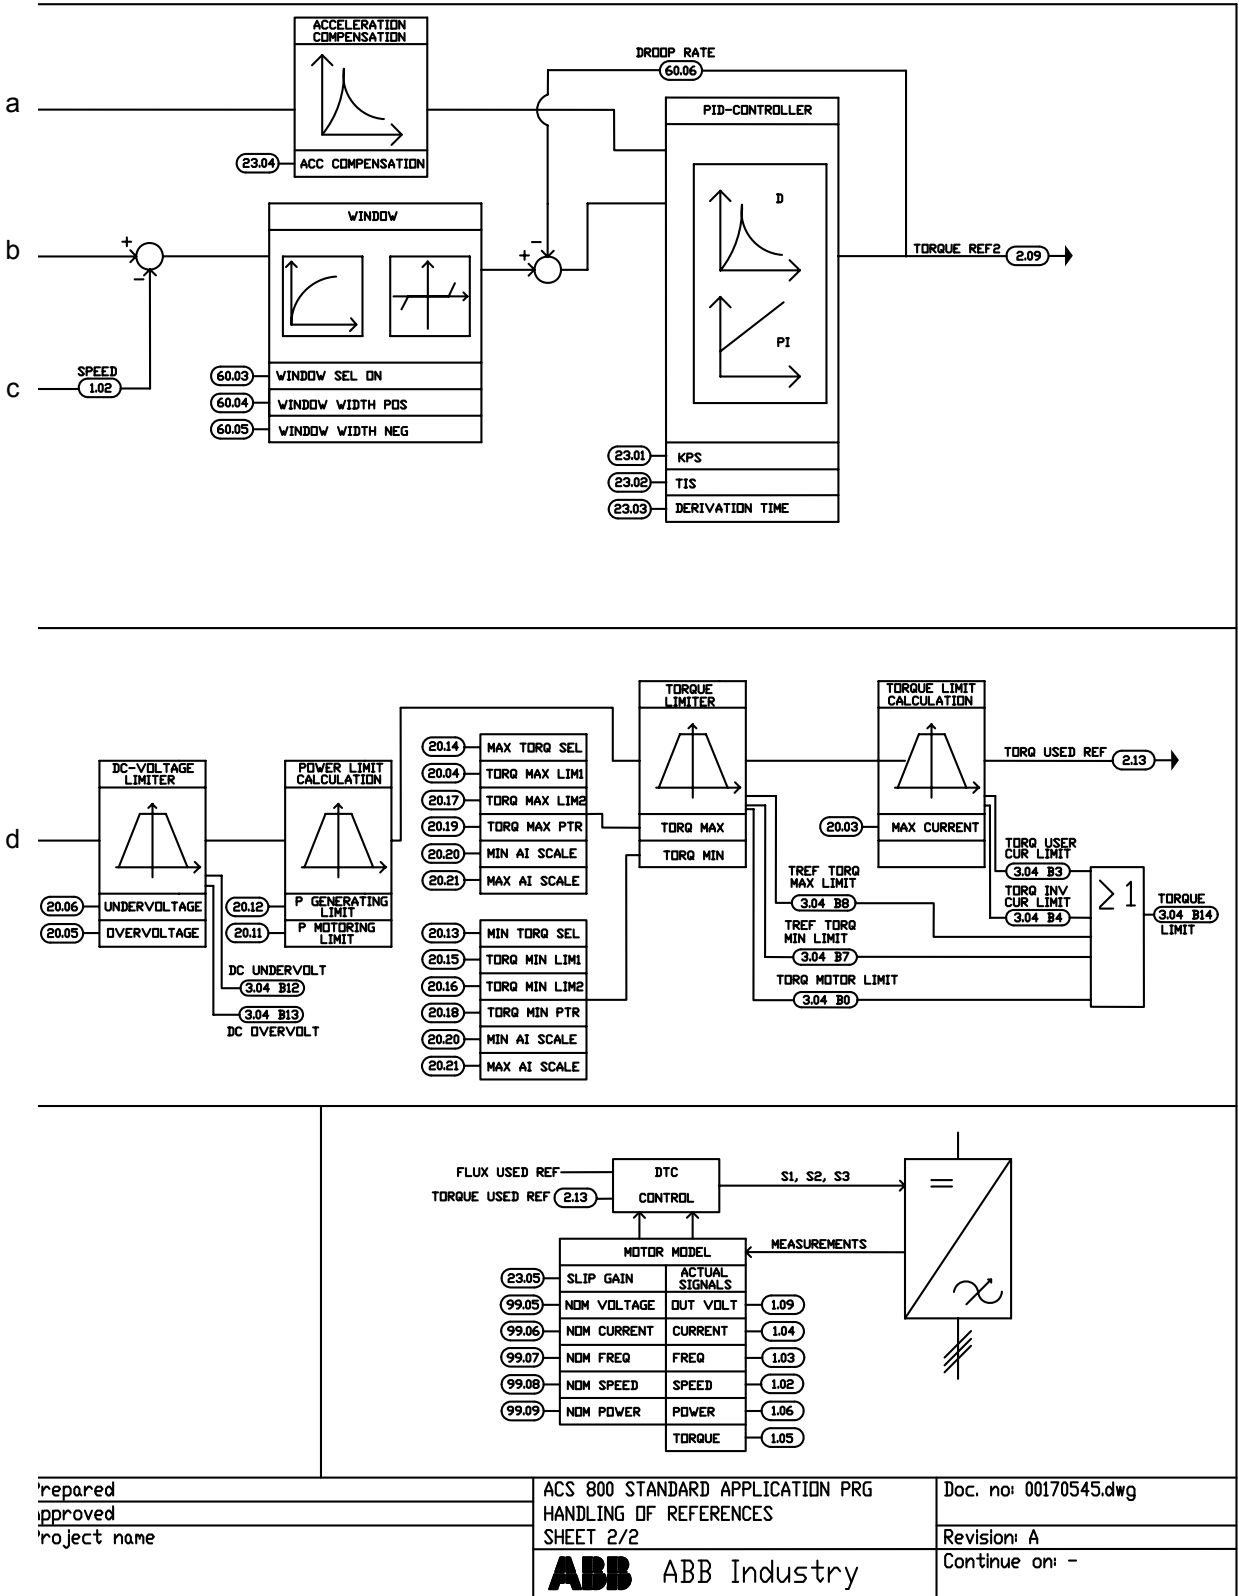 ACCELERATION
COMPENSATION
23.04 ACC COMPENSATION
DROOP RATE
60.06
PID-CONTROLLER
D
PI
23.01 KPS
23.02 TIS
23.03 DERIVATION TIME
a
b
c
SPEED
1.02
+
-
WINDOW
60.03 WINDOW SEL ON
60.04 WINDOW WIDTH POS
60.05 WINDOW WIDTH NEG
-
+
TORQUE REF2 2.09
d
DC-VOLTAGE
LIMITER
20.06 UNDERVOLTAGE
20.05 OVERVOLTAGE
DC UNDERVOLT
3.04 B12
3.04 B13
DC OVERVOLT
POWER LIMIT
CALCULATION
20.12 P GENERATING
LIMIT
20.11 P MOTORING
LIMIT
20.14 MAX TORQ SEL
20.04 TORQ MAX LIM1
20.17 TORQ MAX LIM2
20.19 TORQ MAX PTR
20.20 MIN AI SCALE
20.21 MAX AI SCALE
20.13 MIN TORQ SEL
20.15 TORQ MIN LIM1
20.16 TORQ MIN LIM2
20.18 TORQ MIN PTR
20.20 MIN AI SCALE
20.21 MAX AI SCALE
TORQUE
LIMITER
TORQ MAX
TORQ MIN
TORQUE LIMIT
CALCULATION
20.03 MAX CURRENT
TORQ USED REF 2.13
TREF TORQ
MAX LIMIT
3.04 B8
TREF TORQ
MIN LIMIT
3.04 B7
TORQ MOTOR LIMIT
3.04 B0
TORQ USER
CUR LIMIT
3.04 B3
TORQ INV
CUR LIMIT
3.04 B4
≥1
TORQUE
3.04 B14
LIMIT
FLUX USED REF
TORQUE USED REF 2.13
DTC
CONTROL
S1, S2, S3
MEASUREMENTS
MOTOR MODEL
23.05 SLIP GAIN
ACTUAL
SIGNALS
99.05 NOM VOLTAGE OUT VOLT 1.09
99.06 NOM CURRENT CURRENT 1.04
99.07 NOM FREQ FREQ 1.03
99.08 NOM SPEED SPEED 1.02
99.09 NOM POWER POWER 1.06
TORQUE 1.05
repared
pproved
roject name
ACS 800 STANDARD APPLICATION PRG
HANDLING OF REFERENCES
SHEET 2/2
ABB ABB Industry
Doc. no: 00170545.dwg
Revision: A
Continue on: -